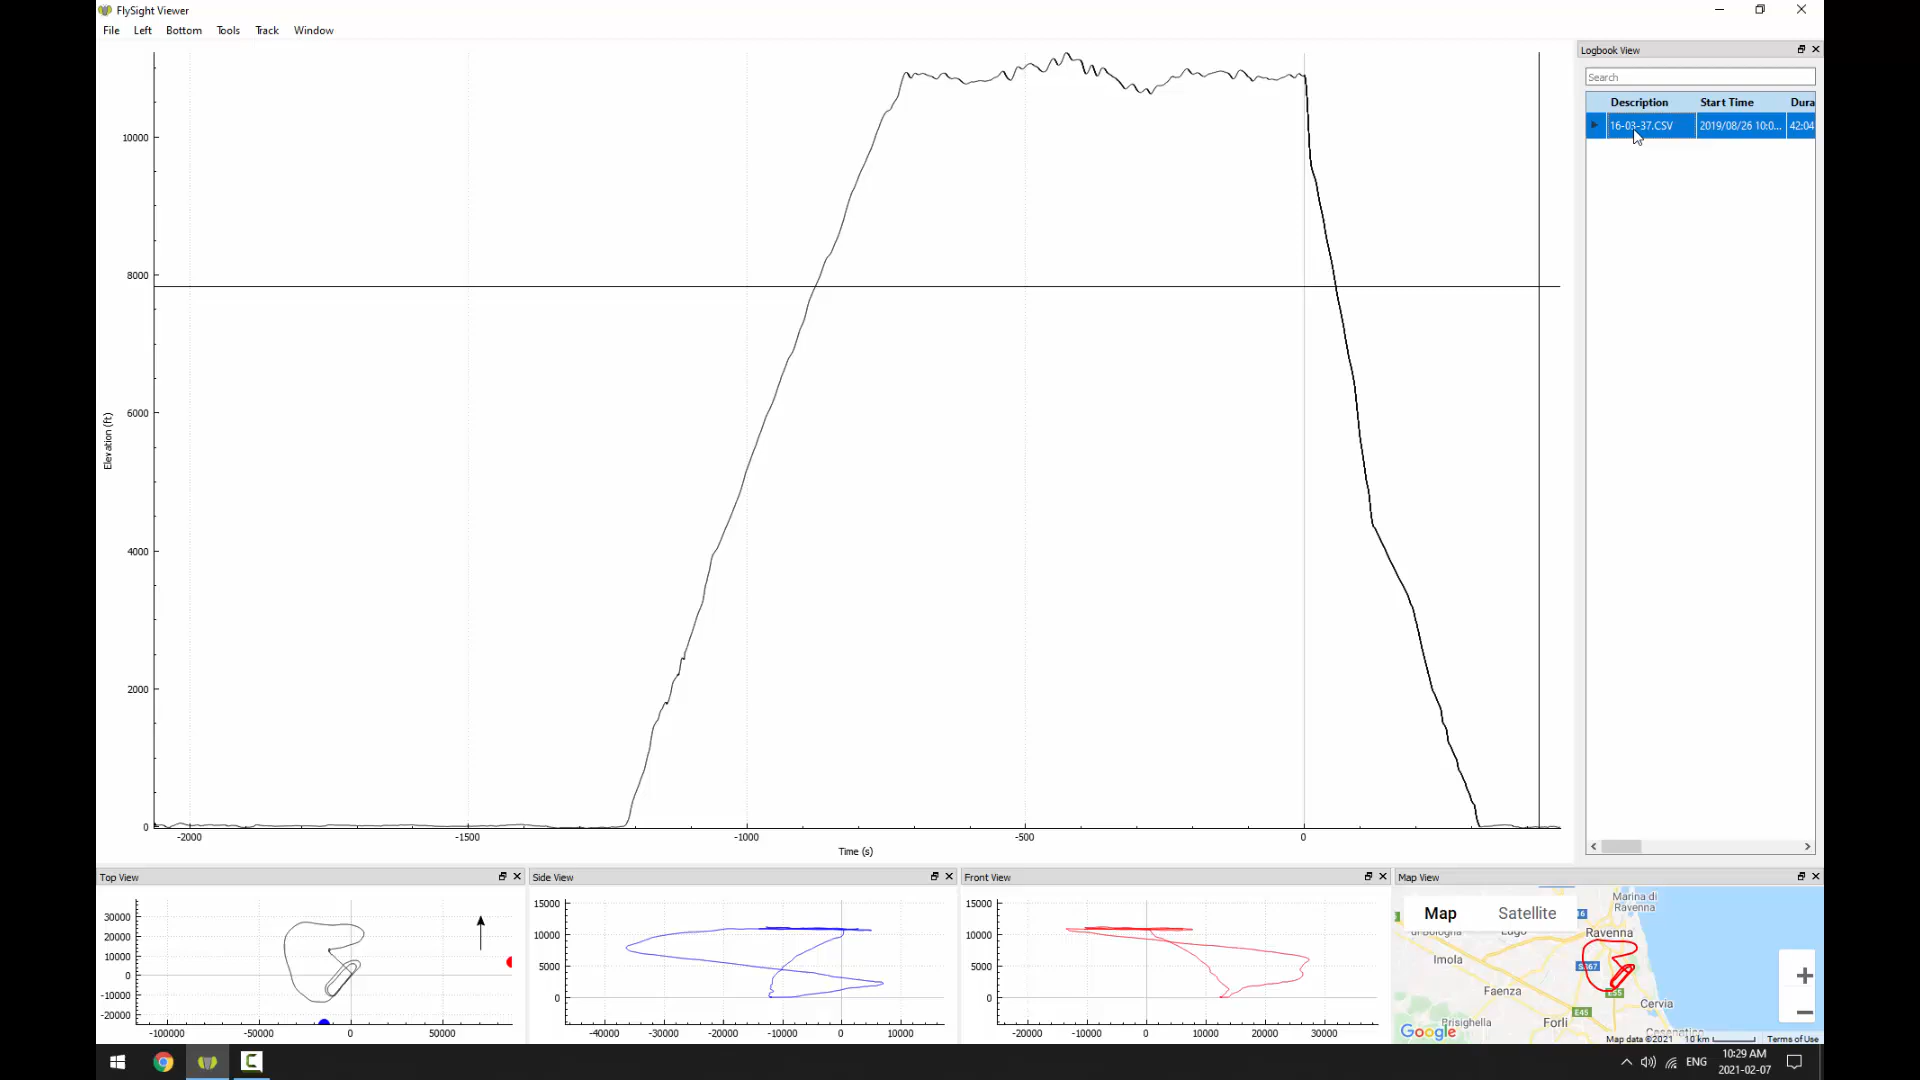 FlySight Viewer
File Left Bottom Tools Track Window
Logbook View
Search
Description Start Time Dura
16-03-37.CSV 2019/08/26 10:0... 42:04
10000
8000
6000
4000
2000
0
Elevation (ft)
-2000 -1500 -1000 -500 0
Time (s)
Top View
30000
20000
10000
0
-10000
-20000
-100000 -50000 0 50000
Side View
15000
10000
5000
0
-40000 -30000 -20000 -10000 0 10000
Front View
15000
10000
5000
0
-20000 -10000 0 10000 20000 30000
Map View
Map Satellite
Marina di
Ravenna
Ravenna
Lugo
Imola
Faenza
Cervia
E55
E45
Forlì
Brisighella
Cesenatico
Google
Map data ©2021 10 km Terms of Use
ENG
10:29 AM
2021-02-07